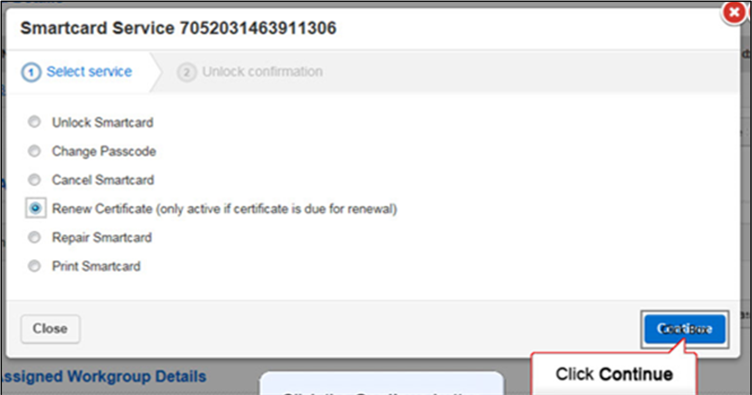 Smartcard Service 7052031463911306
1 Select service
2 Unlock confirmation
Unlock Smartcard
Change Passcode
Cancel Smartcard
Renew Certificate (only active if certificate is due for renewal)
Repair Smartcard
Print Smartcard
Close
Continue
Click Continue
ssigned Workgroup Details